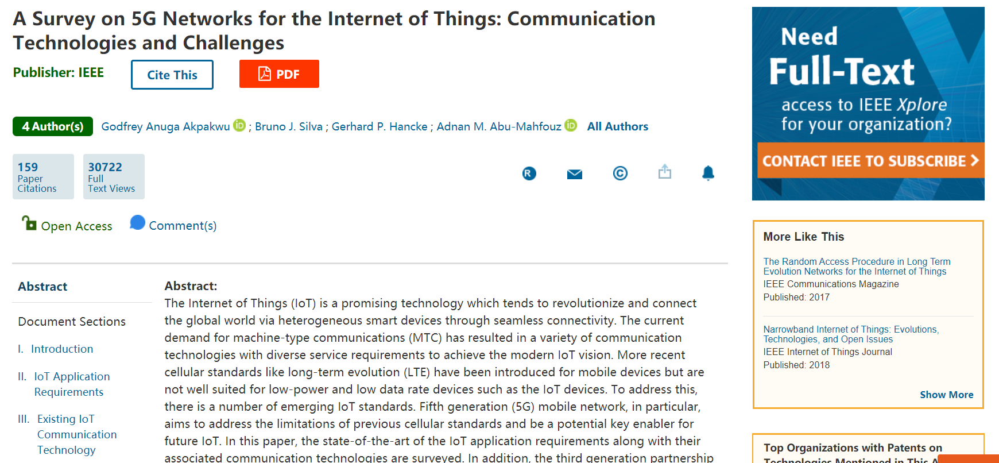 A Survey on 5G Networks for the Internet of Things: Communication
Technologies and Challenges
Publisher: IEEE
Cite This
PDF
4 Author(s)
Godfrey Anuga Akpakwu iD ; Bruno J. Silva ; Gerhard P. Hancke ; Adnan M. Abu-Mahfouz iD All Authors
159
Paper
Citations
30722
Full
Text Views
R
©
Open Access
Comment(s)
Abstract
Document Sections
I. Introduction
II. IoT Application
Requirements
III. Existing IoT
Communication
Technology
Abstract:
The Internet of Things (IoT) is a promising technology which tends to revolutionize and connect
the global world via heterogeneous smart devices through seamless connectivity. The current
demand for machine-type communications (MTC) has resulted in a variety of communication
technologies with diverse service requirements to achieve the modern IoT vision. More recent
cellular standards like long-term evolution (LTE) have been introduced for mobile devices but are
not well suited for low-power and low data rate devices such as the IoT devices. To address this,
there is a number of emerging IoT standards. Fifth generation (5G) mobile network, in particular,
aims to address the limitations of previous cellular standards and be a potential key enabler for
future IoT. In this paper, the state-of-the-art of the IoT application requirements along with their
associated communication technologies are surveyed. In addition, the third generation partnership
Need
Full-Text
access to IEEE Xplore
for your organization?
CONTACT IEEE TO SUBSCRIBE >
More Like This
The Random Access Procedure in Long Term
Evolution Networks for the Internet of Things
IEEE Communications Magazine
Published: 2017
Narrowband Internet of Things: Evolutions,
Technologies, and Open Issues
IEEE Internet of Things Journal
Published: 2018
Show More
Top Organizations with Patents on
Technologies Mentioned in This